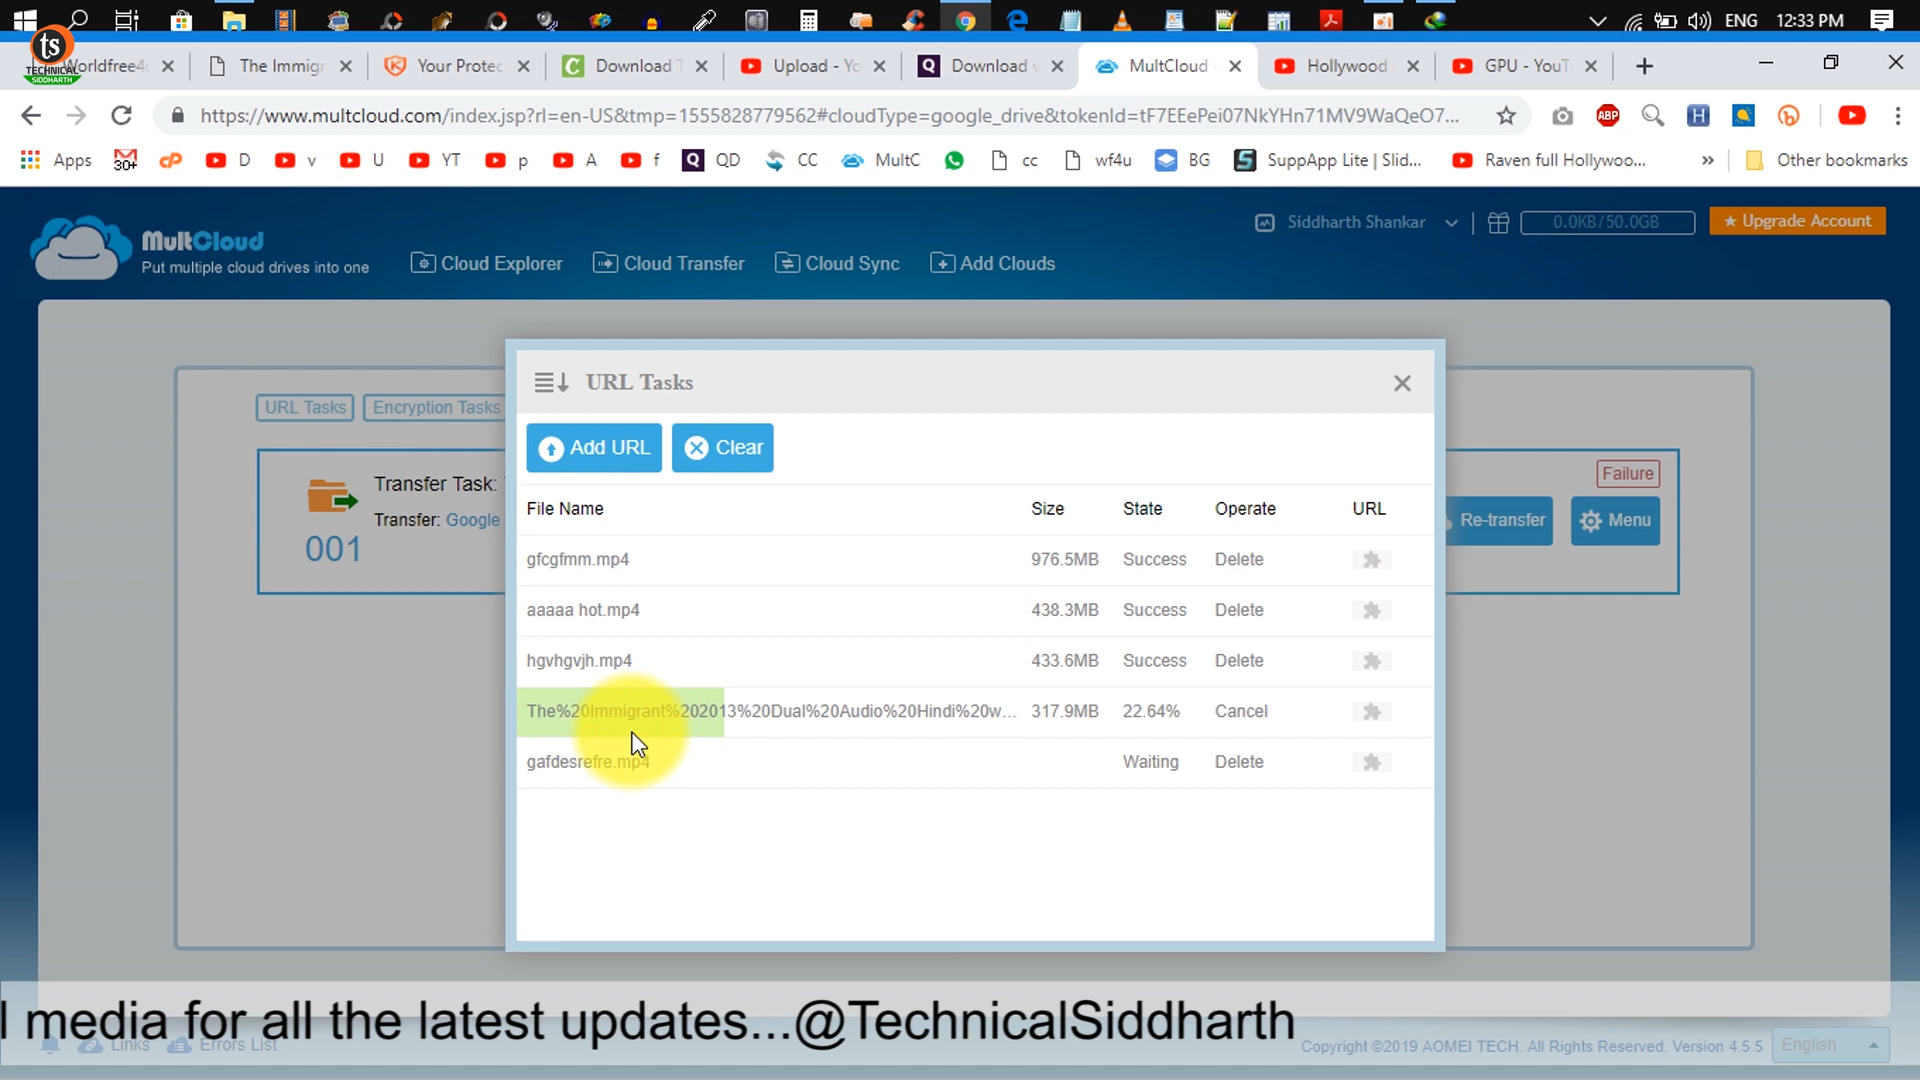 ENG 12:33 PM
ts
TECHNICAL
SIDDHARTH
Worldfree4
The Immigr
Your Protec
Download T
Upload - Yo
Download v
MultCloud
Hollywood
GPU - YouTu
https://www.multcloud.com/index.jsp?rl=en-US&tmp=1555828779562#cloudType=google_drive&tokenId=tF7EEePei07NkYHn71MV9WaQeO7...
ABP
H
Apps
30+
cP
D
v
U
YT
p
A
f
QD
CC
MultC
cc
wf4u
BG
SuppApp Lite | Slid...
Raven full Hollywoo...
»
Other bookmarks
MultCloud
Put multiple cloud drives into one
Cloud Explorer
Cloud Transfer
Cloud Sync
Add Clouds
Siddharth Shankar
0.0KB/50.0GB
Upgrade Account
URL Tasks
Encryption Tasks
001
Transfer Task:
Transfer: Google
Failure
Re-transfer
Menu
URL Tasks
Add URL
Clear
File Name Size State Operate URL
gfcgfmm.mp4 976.5MB Success Delete
aaaaa hot.mp4 438.3MB Success Delete
hgvhgvjh.mp4 433.6MB Success Delete
The%20Immigrant%202013%20Dual%20Audio%20Hindi%20w... 317.9MB 22.64% Cancel
gafdesrefre.mp4 Waiting Delete
l media for all the latest updates...@TechnicalSiddharth
Links
Errors List
Copyright ©2019 AOMEI TECH. All Rights Reserved. Version 4.5.5
English